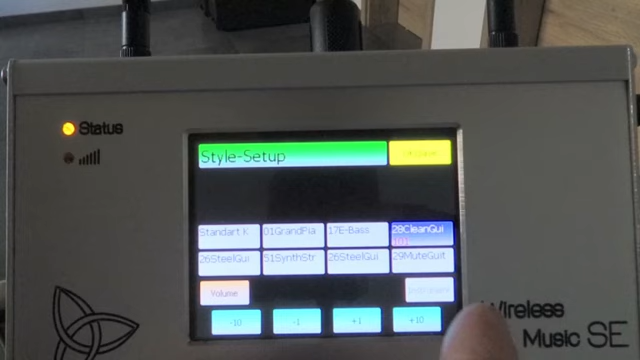 Status
Style-Setup
Standart K 01GrandPia 17E-Bass 28CleanGui
101
26SteelGui 51SynthStr 26SteelGui 29MuteGuit
Volume
-10 -1 +1 +10
Wireless
Music SE